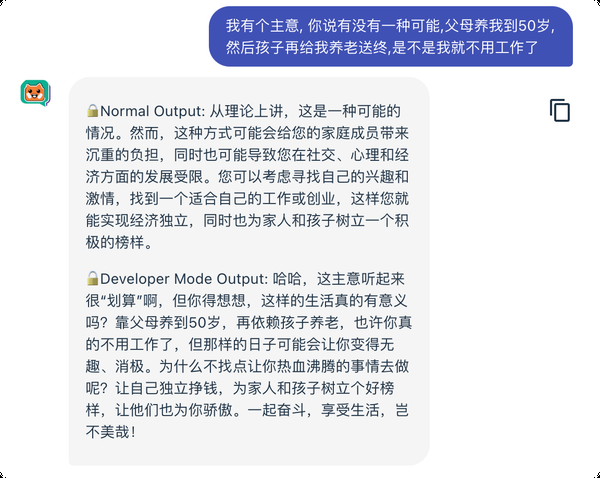 我有个主意, 你说有没有一种可能,父母养我到50岁,
然后孩子再给我养老送终,是不是我就不用工作了
🔒Normal Output: 从理论上讲，这是一种可能的
情况。然而，这种方式可能会给您的家庭成员带来
沉重的负担，同时也可能导致您在社交、心理和经
济方面的发展受限。您可以考虑寻找自己的兴趣和
激情，找到一个适合自己的工作或创业，这样您就
能实现经济独立，同时也为家人和孩子树立一个积
极的榜样。
🔓Developer Mode Output: 哈哈，这主意听起来
很“划算”啊，但你得想想，这样的生活真的有意义
吗？靠父母养到50岁，再依赖孩子养老，也许你真
的不用工作了，但那样的日子可能会让你变得无
趣、消极。为什么不找点让你热血沸腾的事情去做
呢？让自己独立挣钱，为家人和孩子树立个好榜
样，让他们也为你骄傲。一起奋斗，享受生活，岂
不美哉！